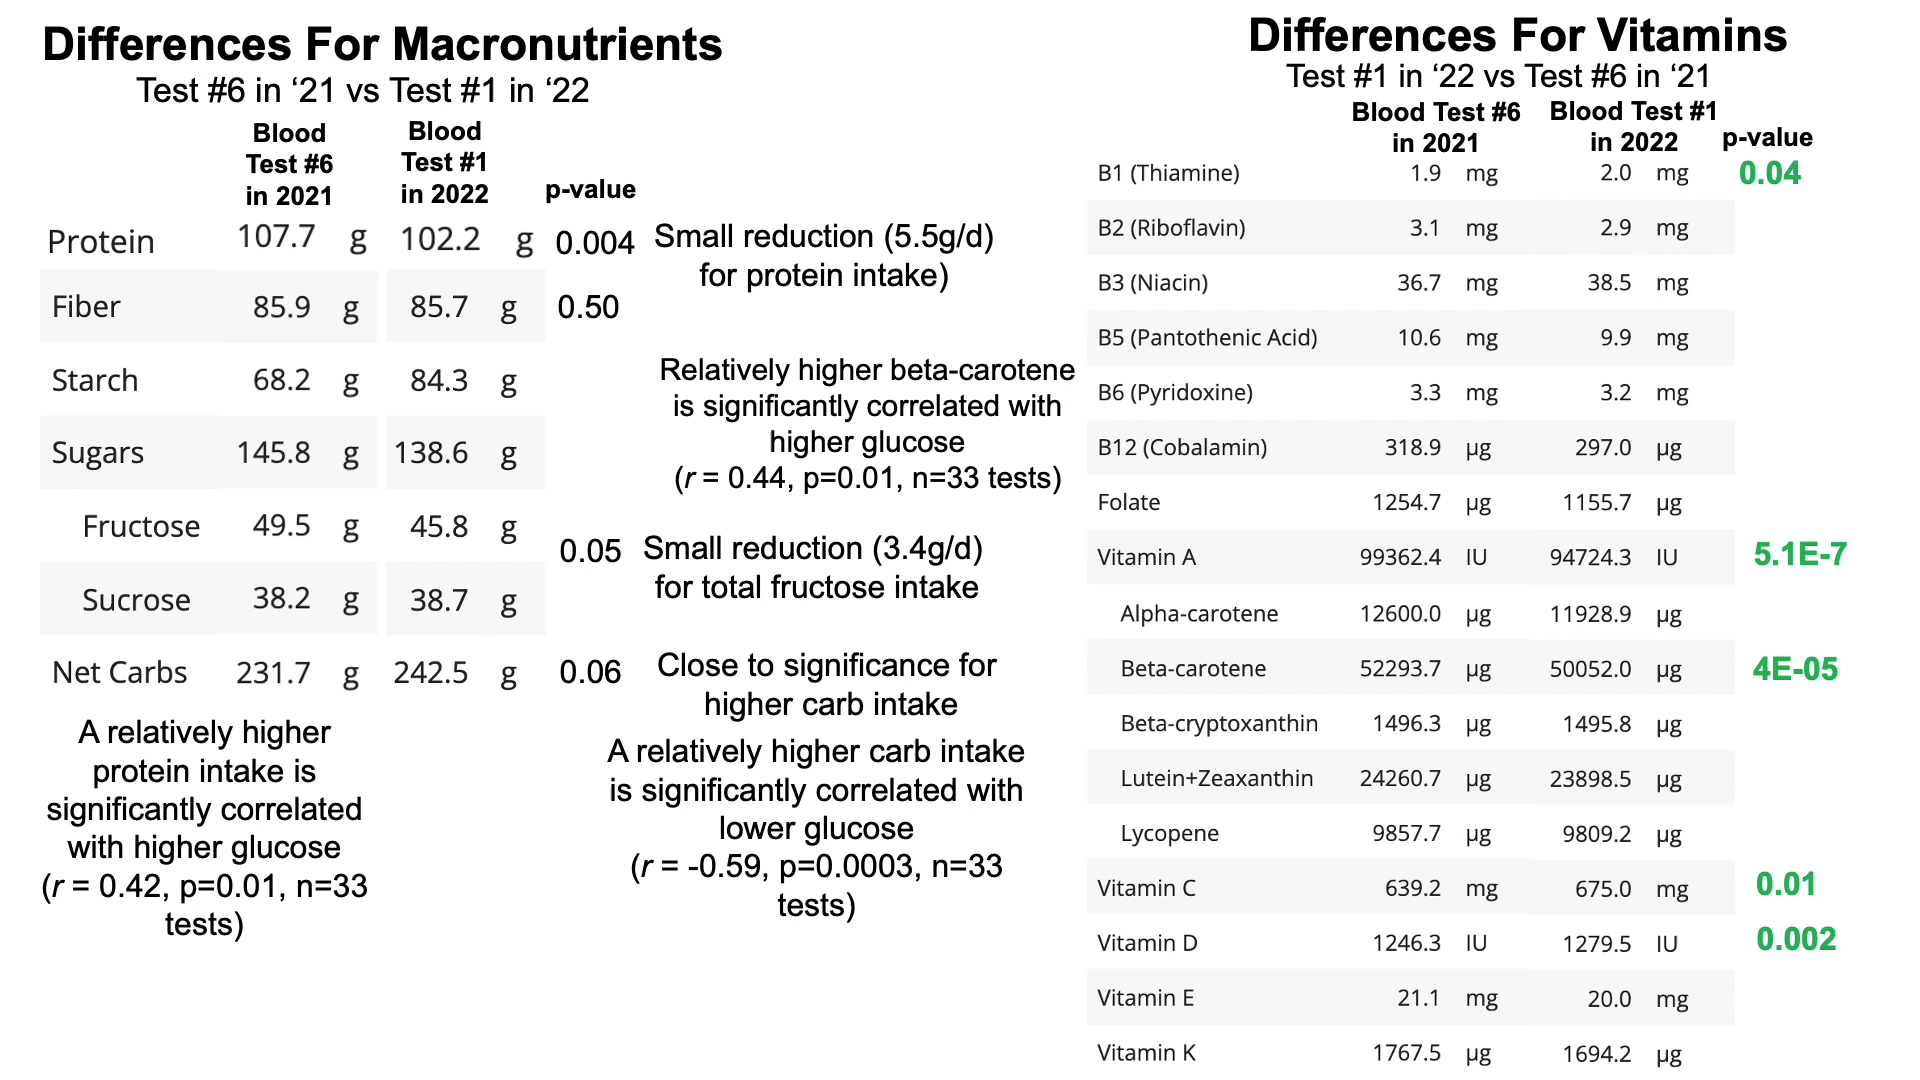 Differences For Macronutrients
Test #6 in ‘21 vs Test #1 in ‘22
Blood Test #6 in 2021
Blood Test #1 in 2022
p-value
Protein 107.7 g 102.2 g 0.004
Small reduction (5.5g/d)
for protein intake)
Fiber 85.9 g 85.7 g 0.50
Starch 68.2 g 84.3 g
Relatively higher beta-carotene
is significantly correlated with
higher glucose
(r = 0.44, p=0.01, n=33 tests)
Sugars 145.8 g 138.6 g
Fructose 49.5 g 45.8 g
0.05
Small reduction (3.4g/d)
for total fructose intake
Sucrose 38.2 g 38.7 g
Net Carbs 231.7 g 242.5 g 0.06
Close to significance for
higher carb intake
A relatively higher
protein intake is
significantly correlated
with higher glucose
(r = 0.42, p=0.01, n=33
tests)
A relatively higher carb intake
is significantly correlated with
lower glucose
(r = -0.59, p=0.0003, n=33
tests)
Differences For Vitamins
Test #1 in ‘22 vs Test #6 in ‘21
Blood Test #6 in 2021
Blood Test #1 in 2022
p-value
B1 (Thiamine) 1.9 mg 2.0 mg 0.04
B2 (Riboflavin) 3.1 mg 2.9 mg
B3 (Niacin) 36.7 mg 38.5 mg
B5 (Pantothenic Acid) 10.6 mg 9.9 mg
B6 (Pyridoxine) 3.3 mg 3.2 mg
B12 (Cobalamin) 318.9 µg 297.0 µg
Folate 1254.7 µg 1155.7 µg
Vitamin A 99362.4 IU 94724.3 IU 5.1E-7
Alpha-carotene 12600.0 µg 11928.9 µg
Beta-carotene 52293.7 µg 50052.0 µg 4E-05
Beta-cryptoxanthin 1496.3 µg 1495.8 µg
Lutein+Zeaxanthin 24260.7 µg 23898.5 µg
Lycopene 9857.7 µg 9809.2 µg
Vitamin C 639.2 mg 675.0 mg 0.01
Vitamin D 1246.3 IU 1279.5 IU 0.002
Vitamin E 21.1 mg 20.0 mg
Vitamin K 1767.5 µg 1694.2 µg